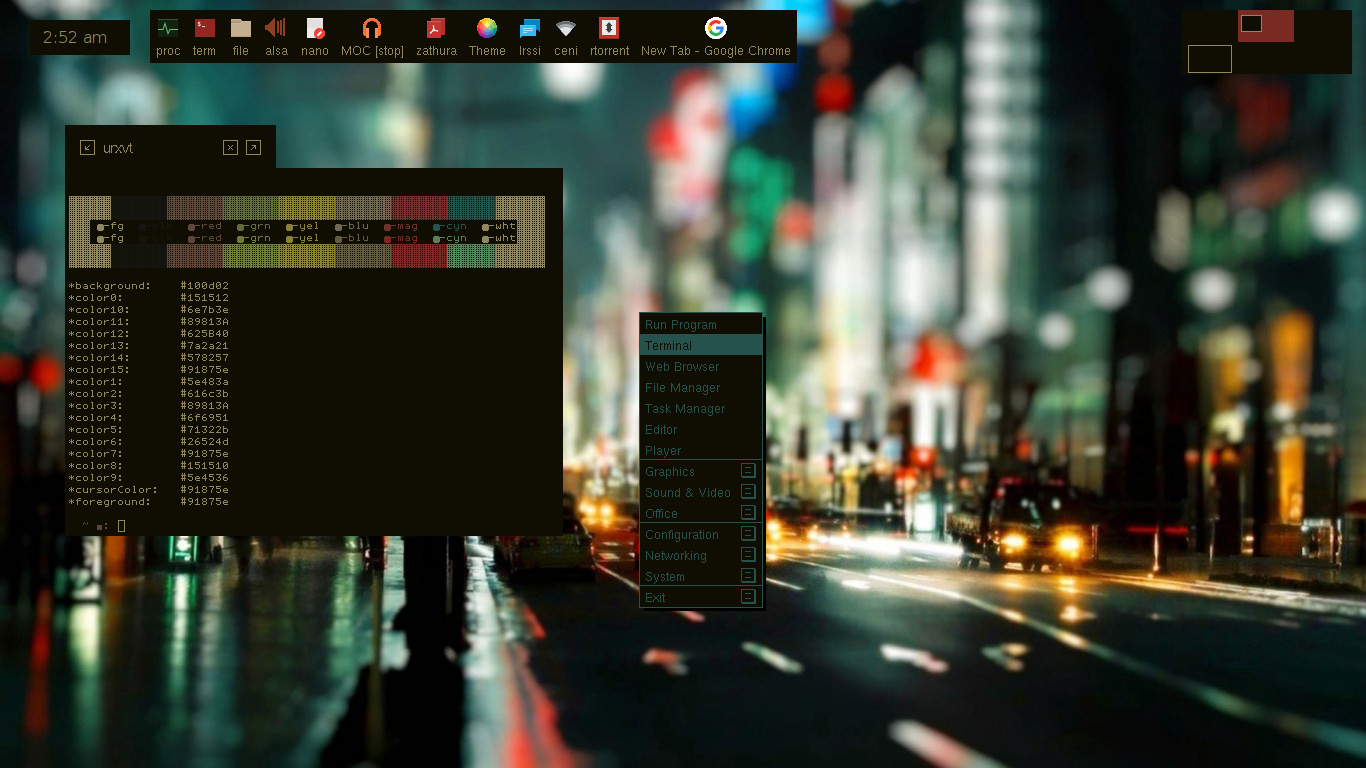 2:52 am
proc term file alsa nano MOC [stop] zathura Theme Irssi ceni rtorrent New Tab - Google Chrome
urxvt
fg red grn yel blu mag cyn wht
fg red grn yel blu mag cyn wht
*background: #100d02
*color0: #151512
*color10: #6e7b3e
*color11: #89813A
*color12: #625B40
*color13: #7a2a21
*color14: #578257
*color15: #91875e
*color1: #5e483a
*color2: #616c3b
*color3: #89813A
*color4: #6f6951
*color5: #71322b
*color6: #26524d
*color7: #91875e
*color8: #151510
*color9: #5e4536
*cursorColor: #91875e
*foreground: #91875e
~ ▪:
Run Program
Terminal
Web Browser
File Manager
Task Manager
Editor
Player
Graphics
Sound & Video
Office
Configuration
Networking
System
Exit